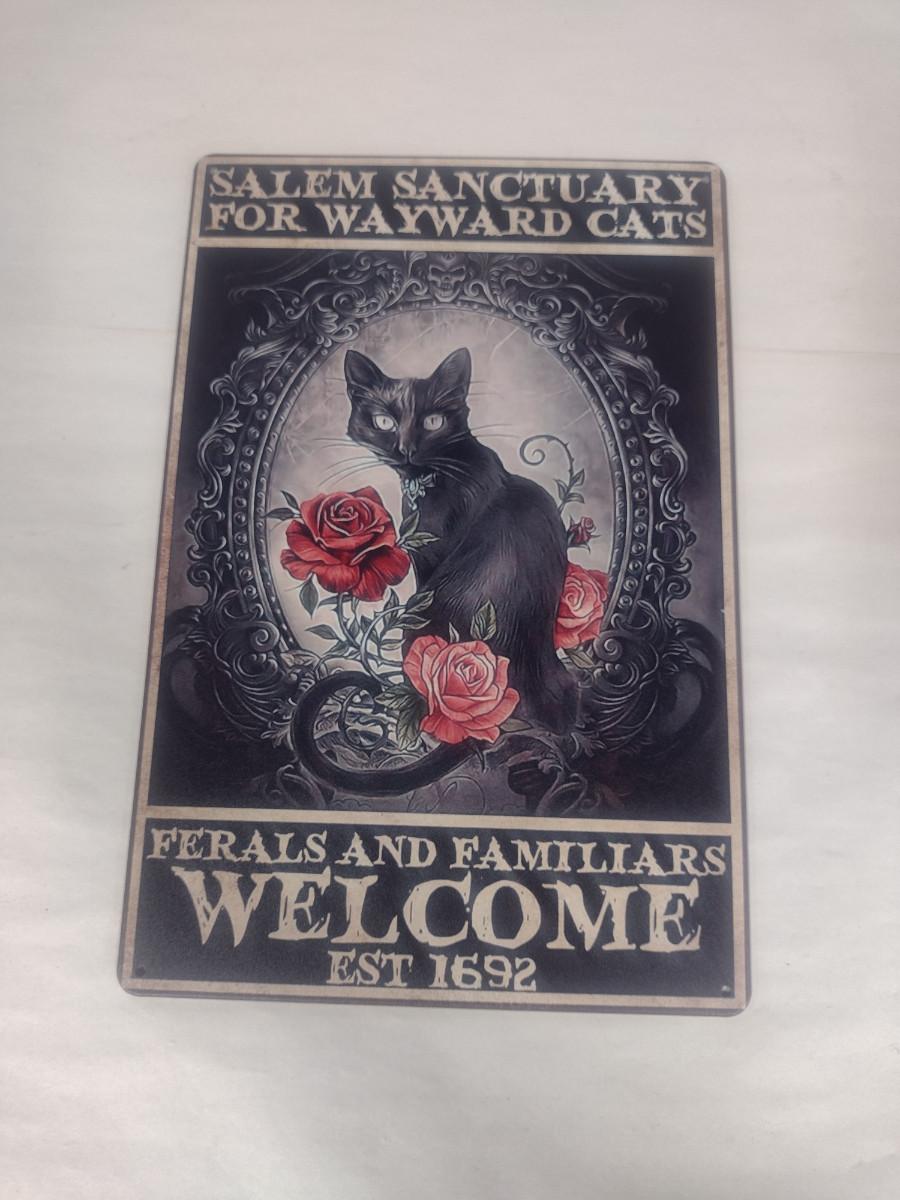 SALEM SANCTUARY
FOR WAYWARD CATS
FERALS AND FAMILIARS
WELCOME
EST 1692